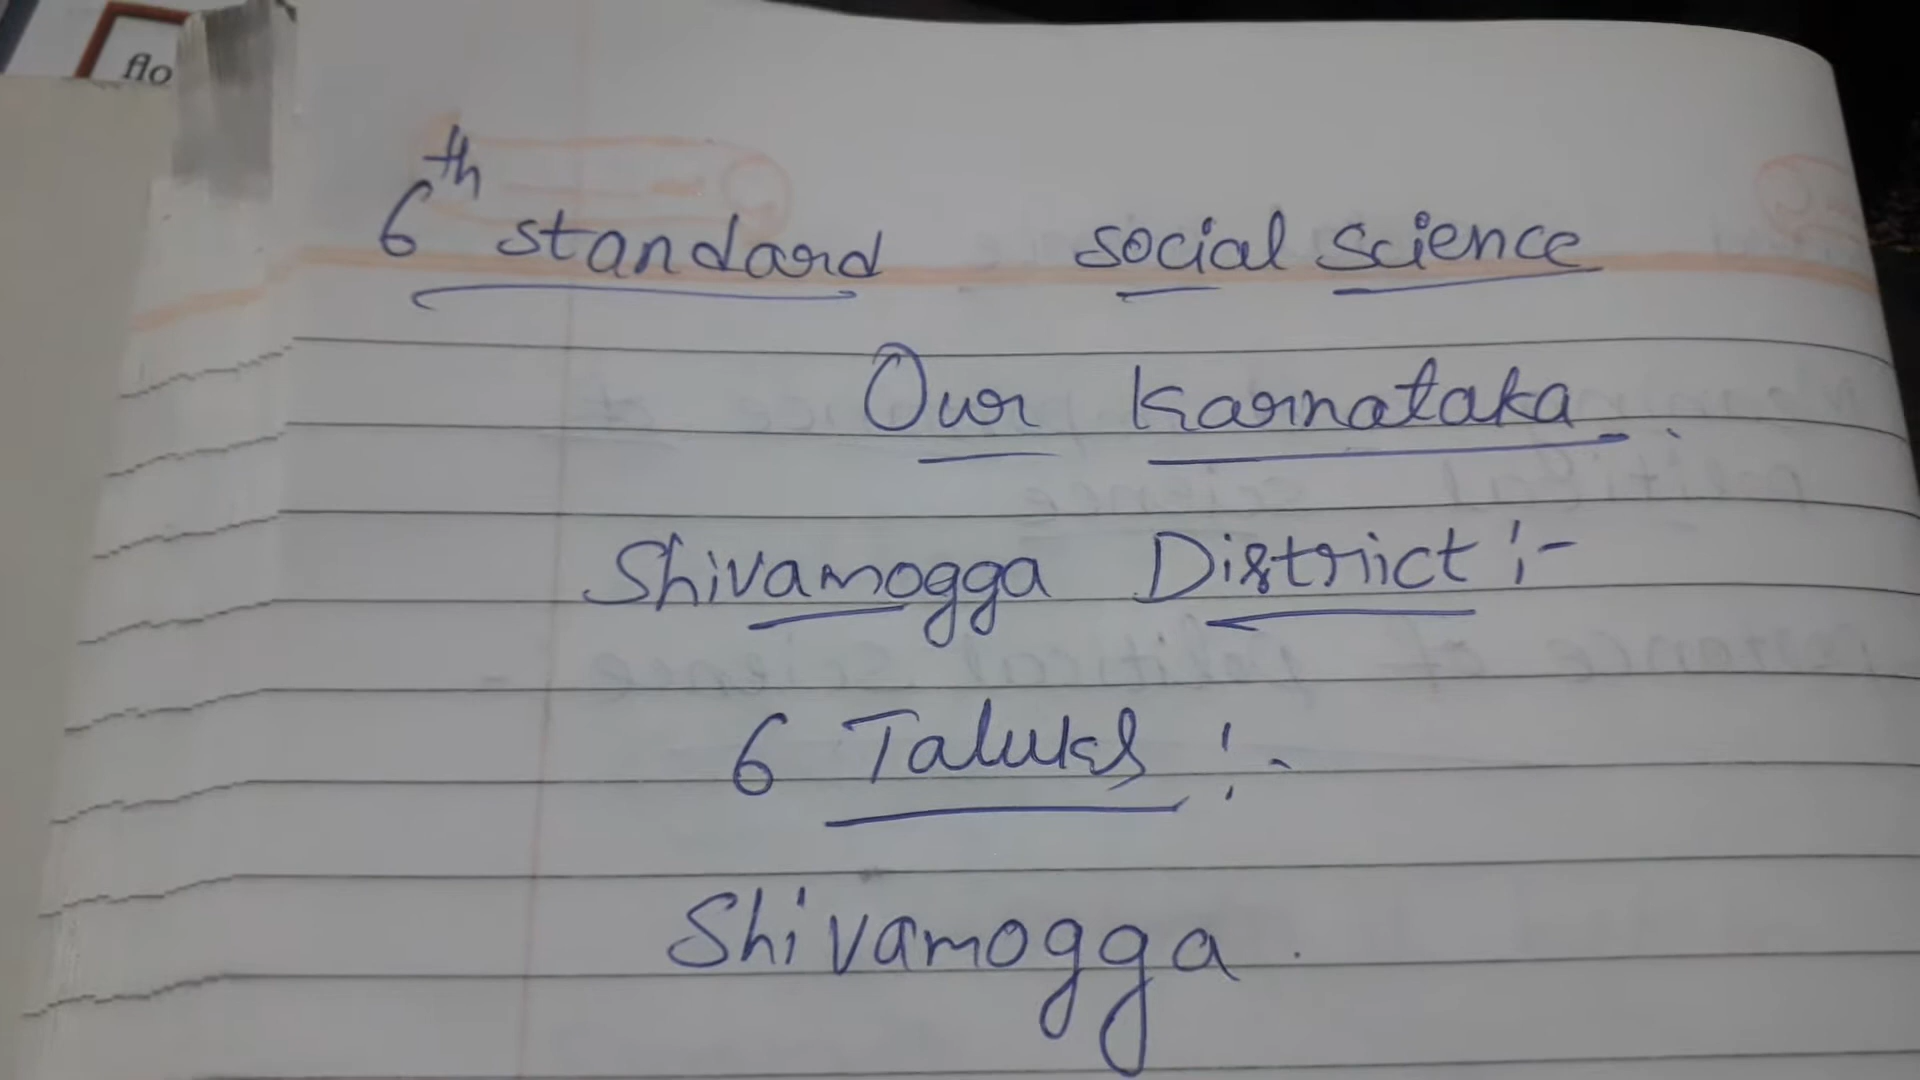 flo
6th standard social science
Our Karnataka
Shivamogga District :-
6 Taluks :-
Shivamogga